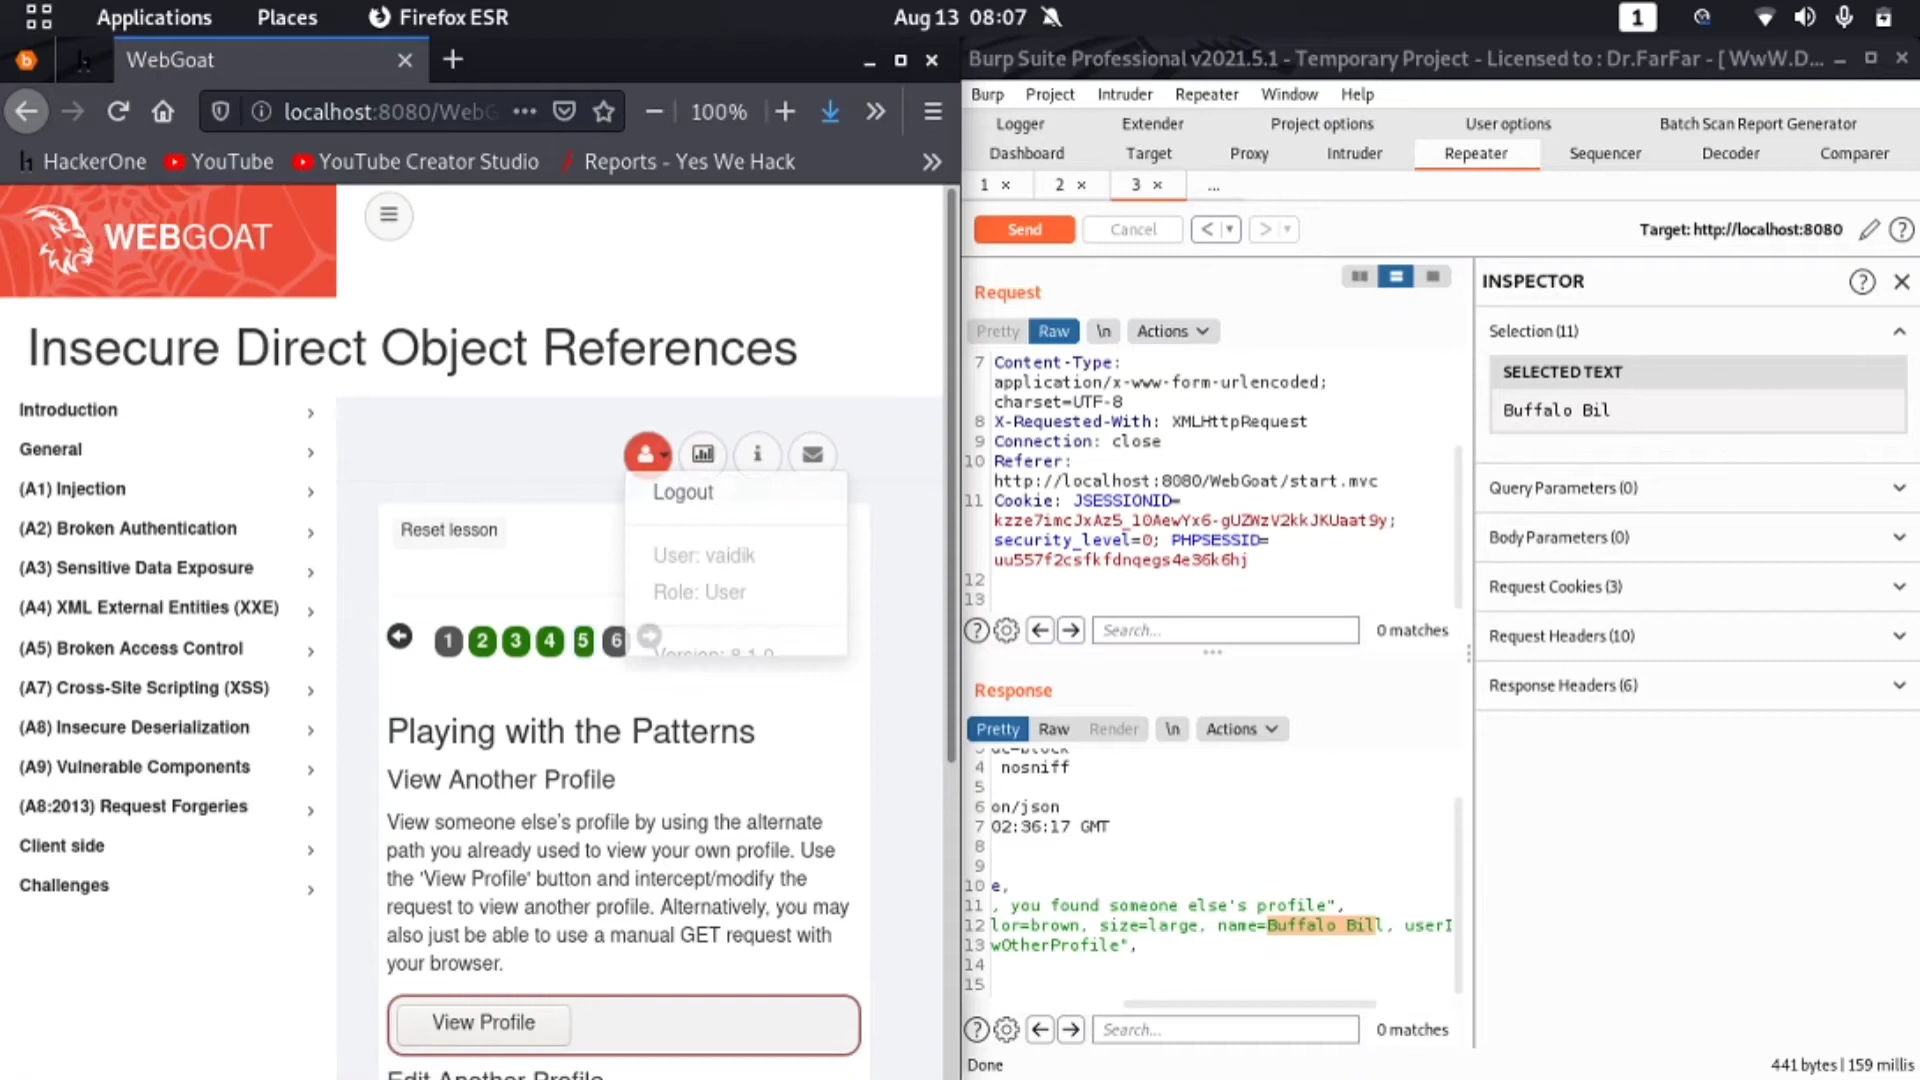 Applications Places Firefox ESR Aug 13 08:07 1
WebGoat
Burp Suite Professional v2021.5.1 - Temporary Project - Licensed to : Dr.FarFar - [ WwW.D...
localhost:8080/WebG 100%
Burp Project Intruder Repeater Window Help
HackerOne YouTube YouTube Creator Studio Reports - Yes We Hack
Logger Extender Project options User options Batch Scan Report Generator
Dashboard Target Proxy Intruder Repeater Sequencer Decoder Comparer
1 × 2 × 3 × ...
Send Cancel < >
Target: http://localhost:8080
WEBGOAT
Insecure Direct Object References
Introduction
General
(A1) Injection
(A2) Broken Authentication
(A3) Sensitive Data Exposure
(A4) XML External Entities (XXE)
(A5) Broken Access Control
(A7) Cross-Site Scripting (XSS)
(A8) Insecure Deserialization
(A9) Vulnerable Components
(A8:2013) Request Forgeries
Client side
Challenges
Reset lesson
Logout
User: vaidik
Role: User
Version: 8.1.0
1 2 3 4 5 6
Playing with the Patterns
View Another Profile
View someone else's profile by using the alternate
path you already used to view your own profile. Use
the 'View Profile' button and intercept/modify the
request to view another profile. Alternatively, you may
also just be able to use a manual GET request with
your browser.
View Profile
Edit Another Profile
Request
Pretty Raw \n Actions
7 Content-Type:
application/x-www-form-urlencoded;
charset=UTF-8
8 X-Requested-With: XMLHttpRequest
9 Connection: close
10 Referer:
http://localhost:8080/WebGoat/start.mvc
11 Cookie: JSESSIONID=
kzze7imcJxAz5_1OAewYx6-gUZWzV2kkJKUaat9y;
security_level=0; PHPSESSID=
uu557f2csfkfdnqegs4e36k6hj
12
13
Search... 0 matches
Response
Pretty Raw Render \n Actions
4 nosniff
5
6 on/json
7 02:36:17 GMT
8
9
10 e,
11 , you found someone else's profile",
12 lor=brown, size=large, name=Buffalo Bill, userI
13 wOtherProfile",
14
15
Search... 0 matches
Done
441 bytes | 159 millis
INSPECTOR
Selection (11)
SELECTED TEXT
Buffalo Bil
Query Parameters (0)
Body Parameters (0)
Request Cookies (3)
Request Headers (10)
Response Headers (6)